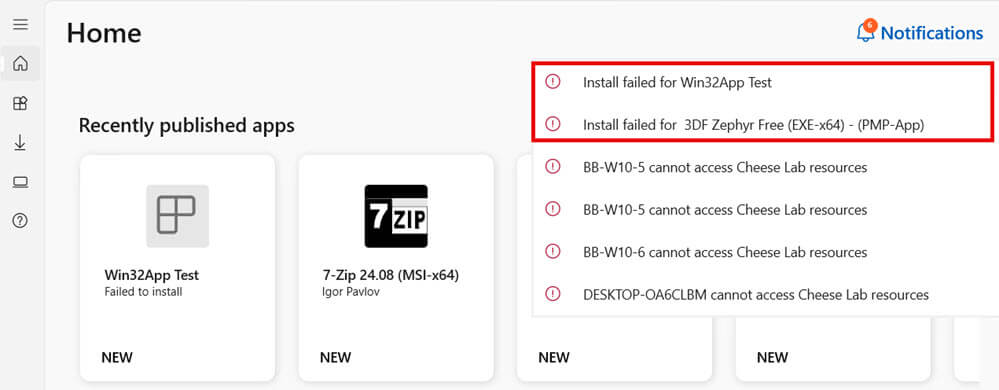 Home
6
Notifications
Install failed for Win32App Test
Install failed for  3DF Zephyr Free (EXE-x64) - (PMP-App)
BB-W10-5 cannot access Cheese Lab resources
BB-W10-5 cannot access Cheese Lab resources
BB-W10-6 cannot access Cheese Lab resources
DESKTOP-OA6CLBM cannot access Cheese Lab resources
Recently published apps
Win32App Test
Failed to install
NEW
7 ZIP
7-Zip 24.08 (MSI-x64)
Igor Pavlov
NEW
NEW
NEW